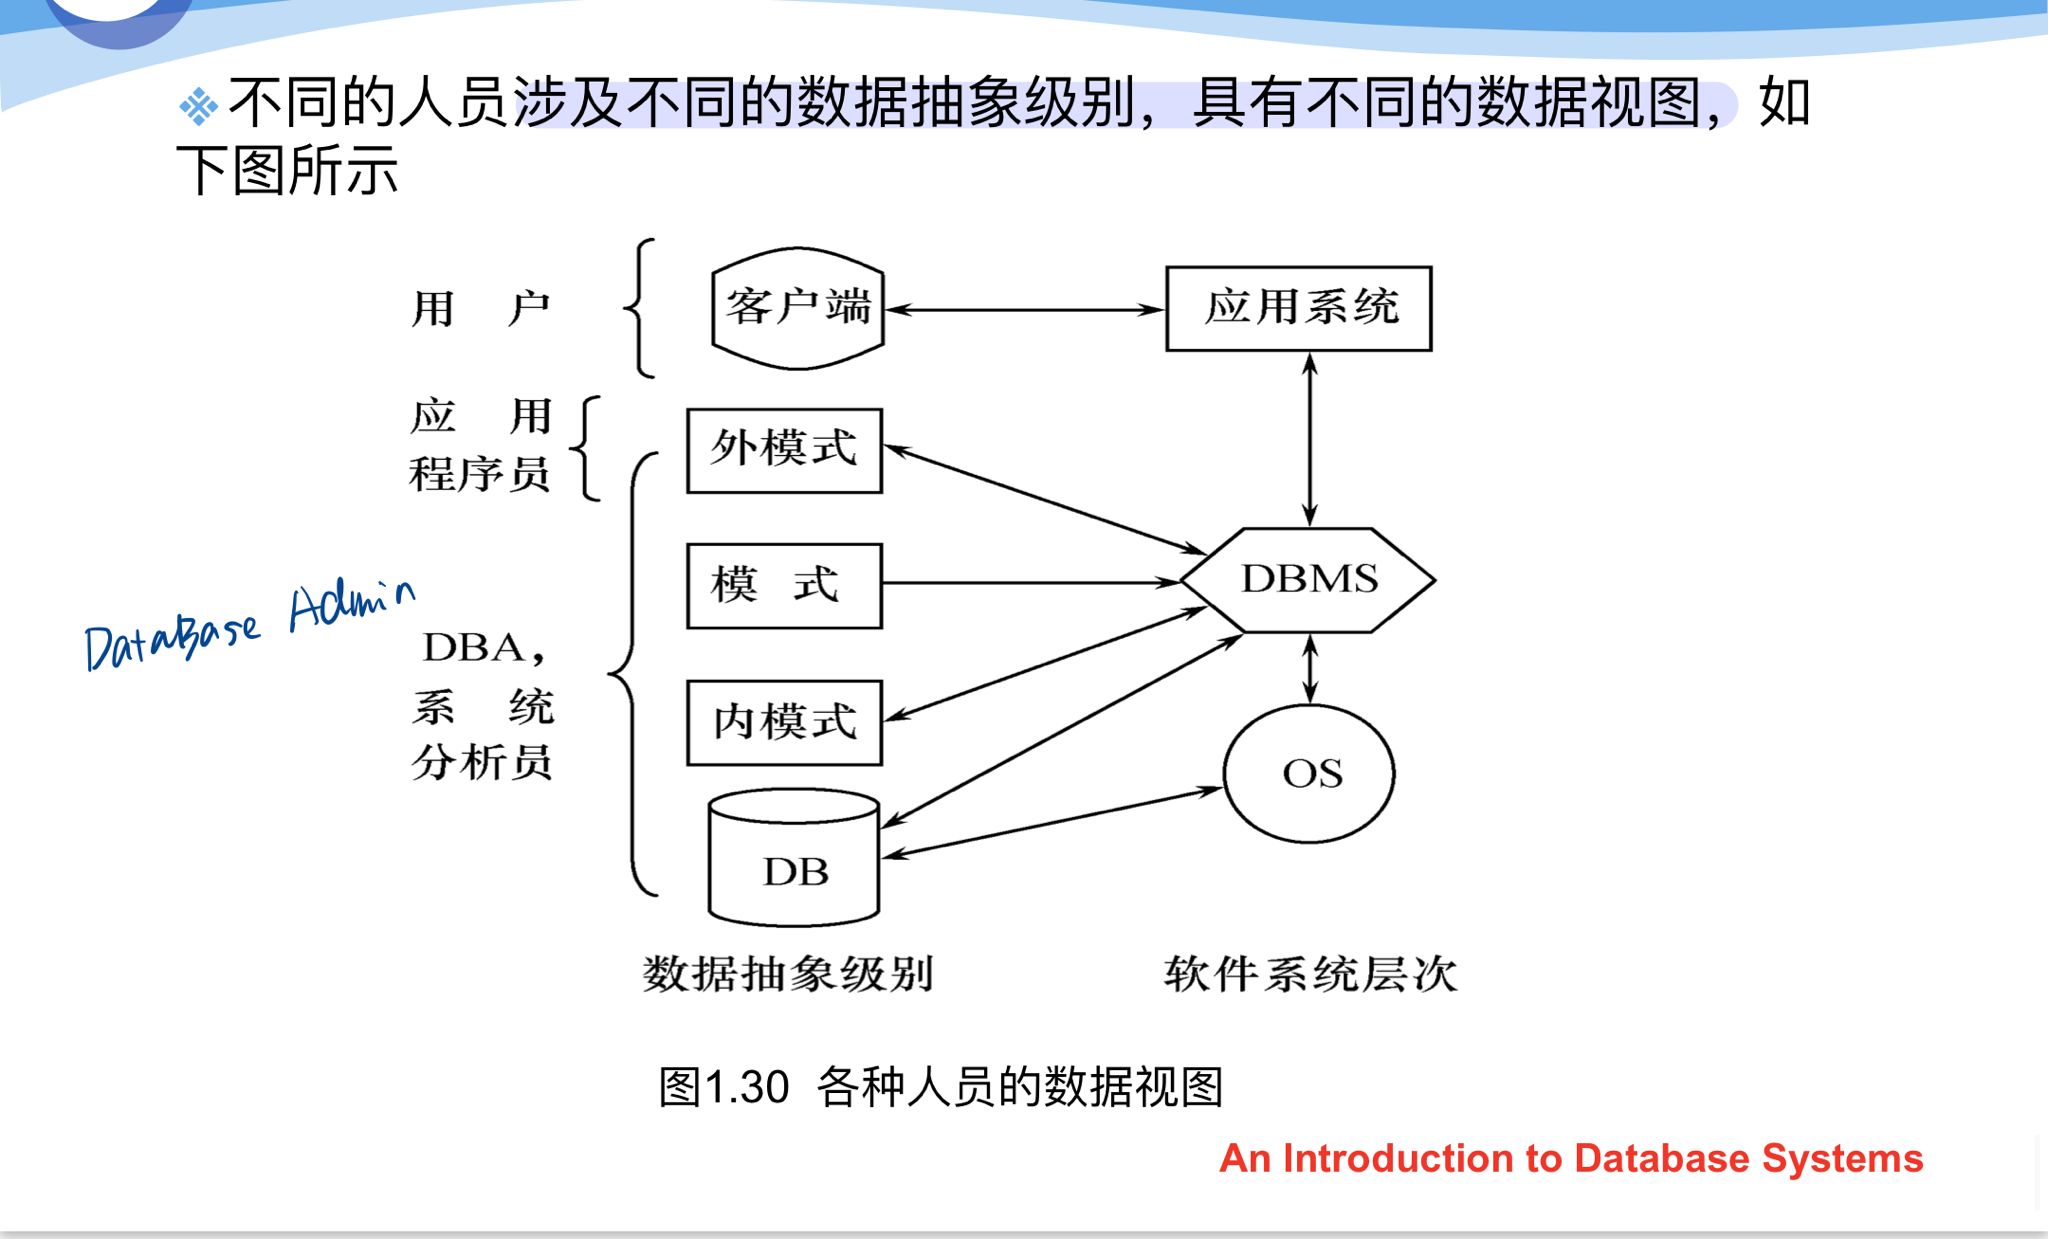 不同的人员涉及不同的数据抽象级别，具有不同的数据视图，如
下图所示
用 户
客户端
应用系统
应 用
程序员
外模式
模 式
DBMS
DataBase Admin
DBA，
系 统
分析员
内模式
OS
DB
数据抽象级别
软件系统层次
图1.30 各种人员的数据视图
An Introduction to Database Systems